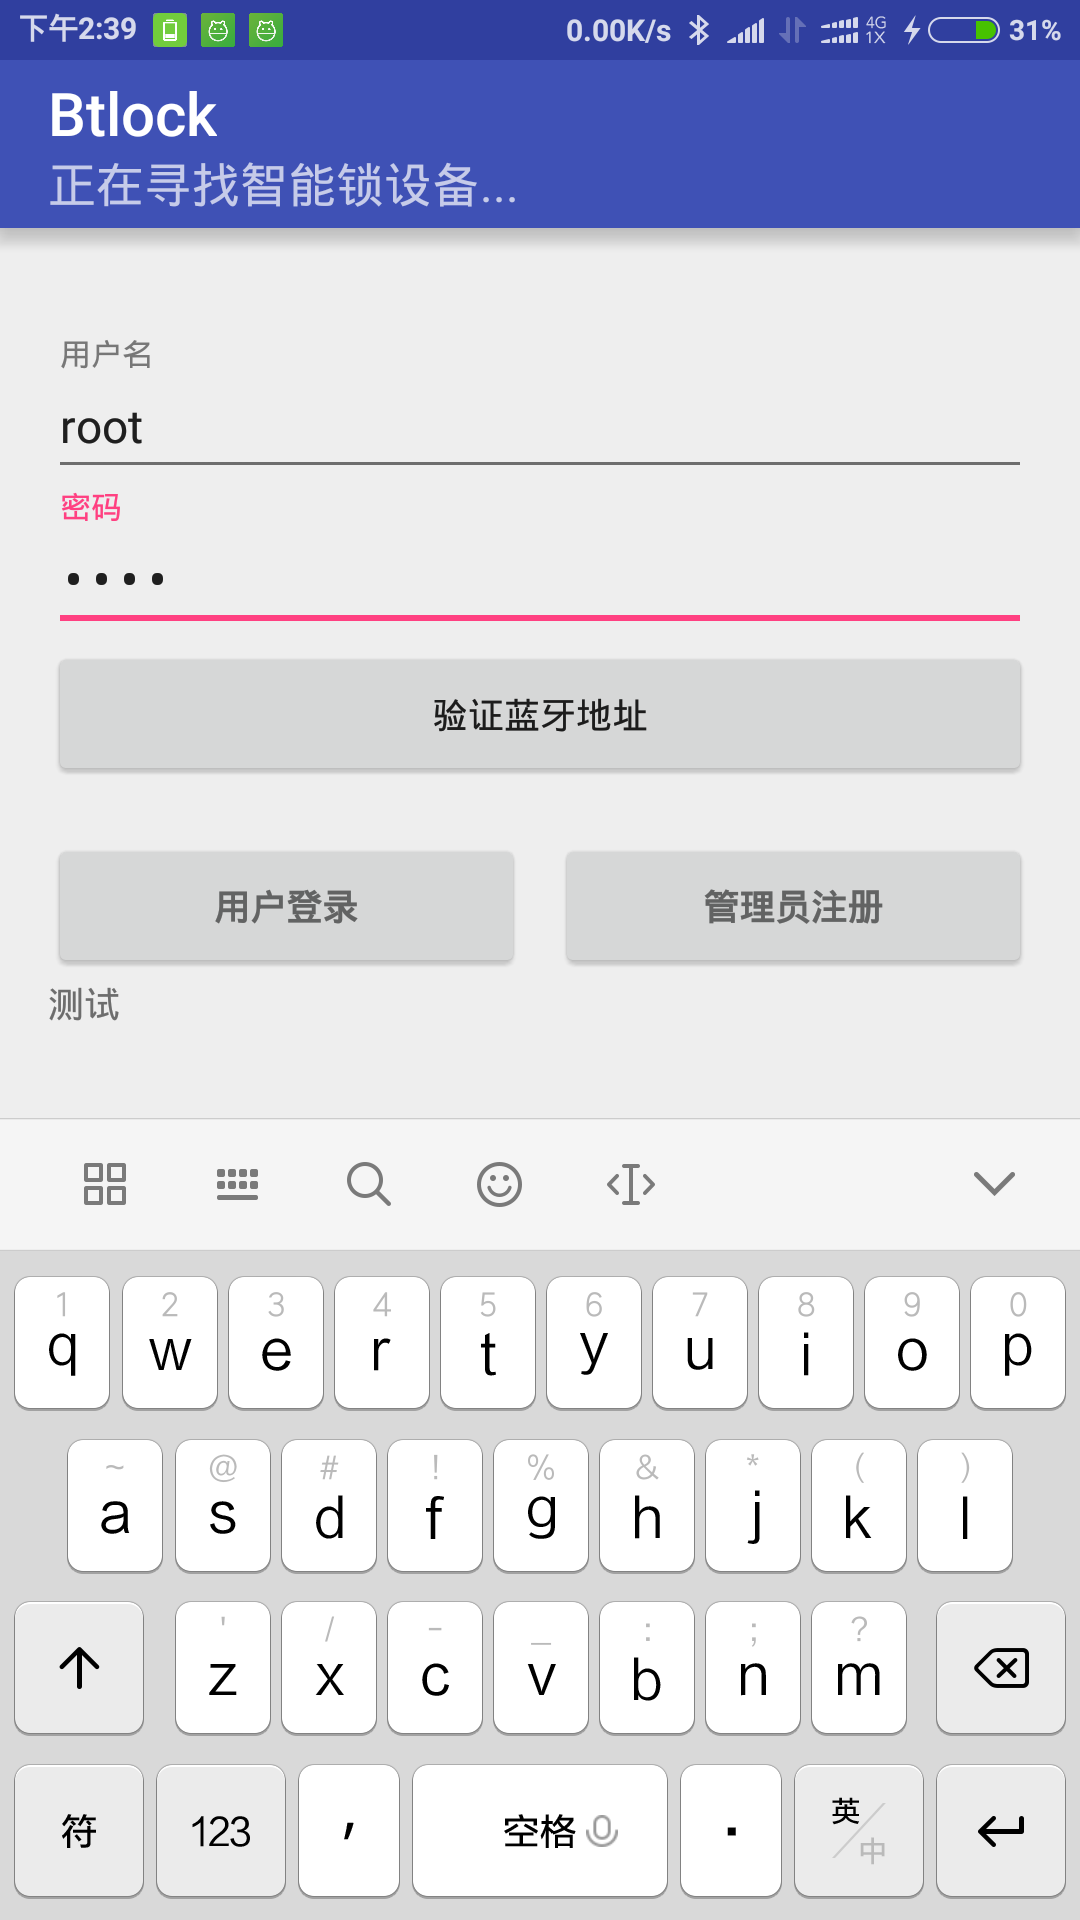 下午2:39 0.00K/s 4G 1X 31%
Btlock
正在寻找智能锁设备...
用户名
root
密码
••••
验证蓝牙地址
用户登录 管理员注册
测试
1 2 3 4 5 6 7 8 9 0
q w e r t y u i o p
~ @ # ! % & * ( )
a s d f g h j k l
' / - _ : ; ?
z x c v b n m
符 123 , 空格 . 英/中